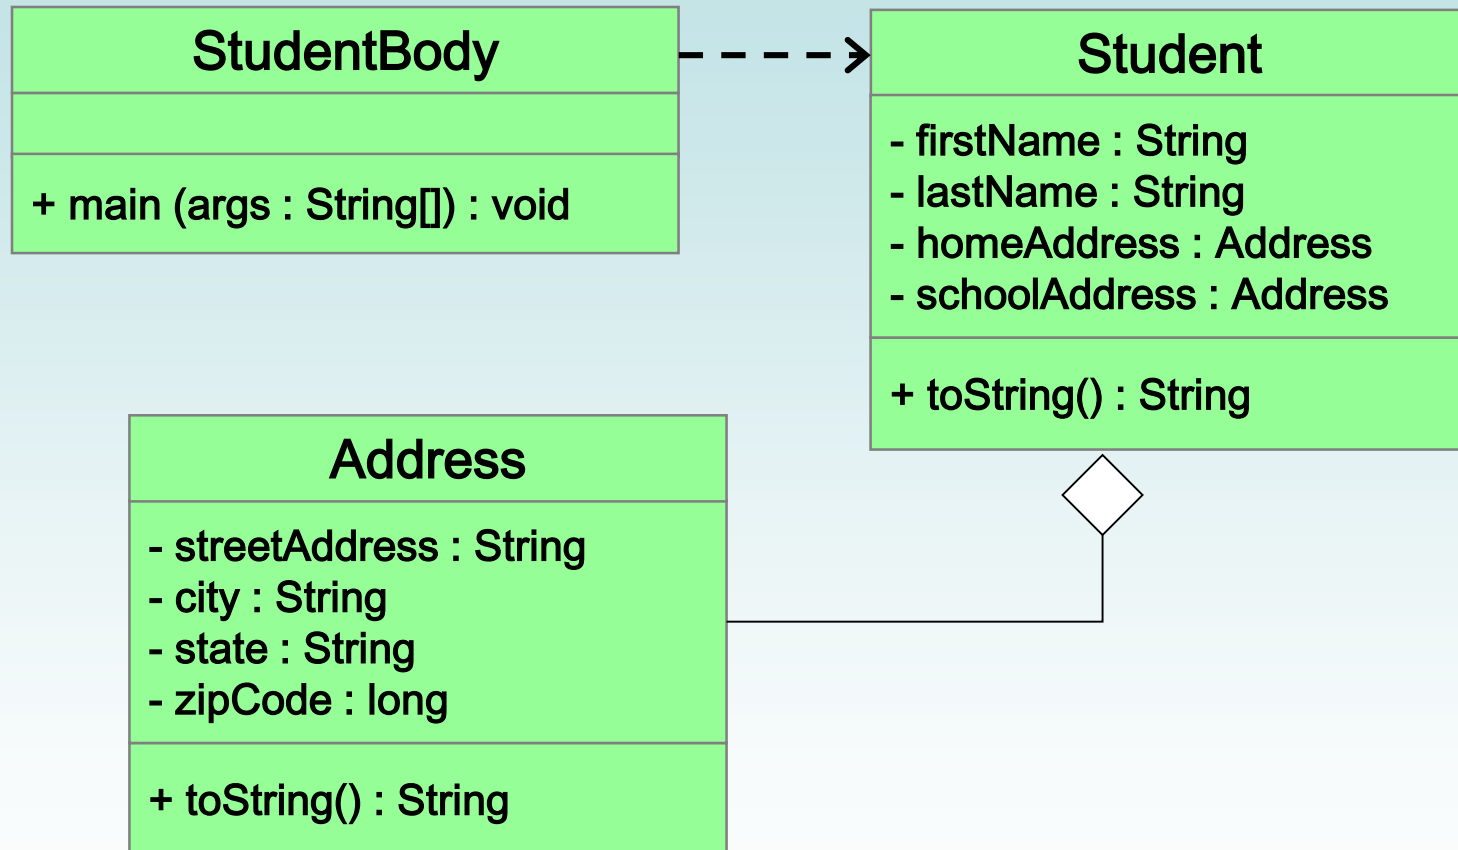 StudentBody
+ main (args : String[]) : void
Student
- firstName : String
- lastName : String
- homeAddress : Address
- schoolAddress : Address
+ toString() : String
Address
- streetAddress : String
- city : String
- state : String
- zipCode : long
+ toString() : String